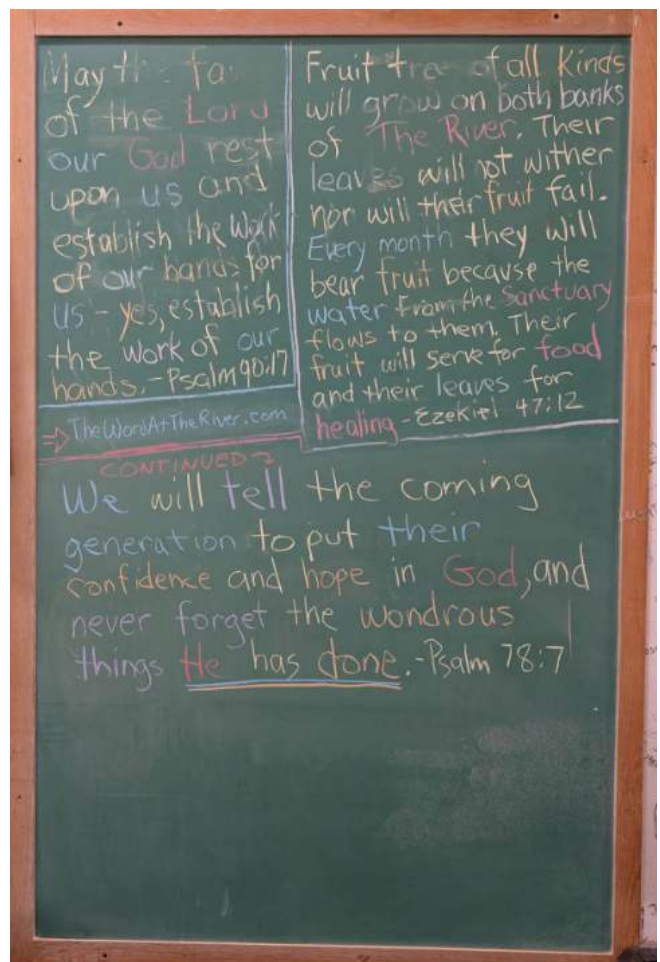 May the fa
of the Lord
our God rest
upon us and
establish the Work
of our hands for
us - yes, establish
the work of our
hands. - Psalm 90:17
⇒ TheWordAtTheRiver.com
Fruit tree of all kinds
will grow on both banks
of The River. Their
leaves will not wither
nor will their fruit fail.
Every month they will
bear fruit because the
water from the Sanctuary
flows to them. Their
fruit will serve for food
and their leaves for
healing - Ezekiel 47:12
CONTINUED
We will tell the coming
generation to put their
confidence and hope in God, and
never forget the wondrous
things He has done. - Psalm 78:7